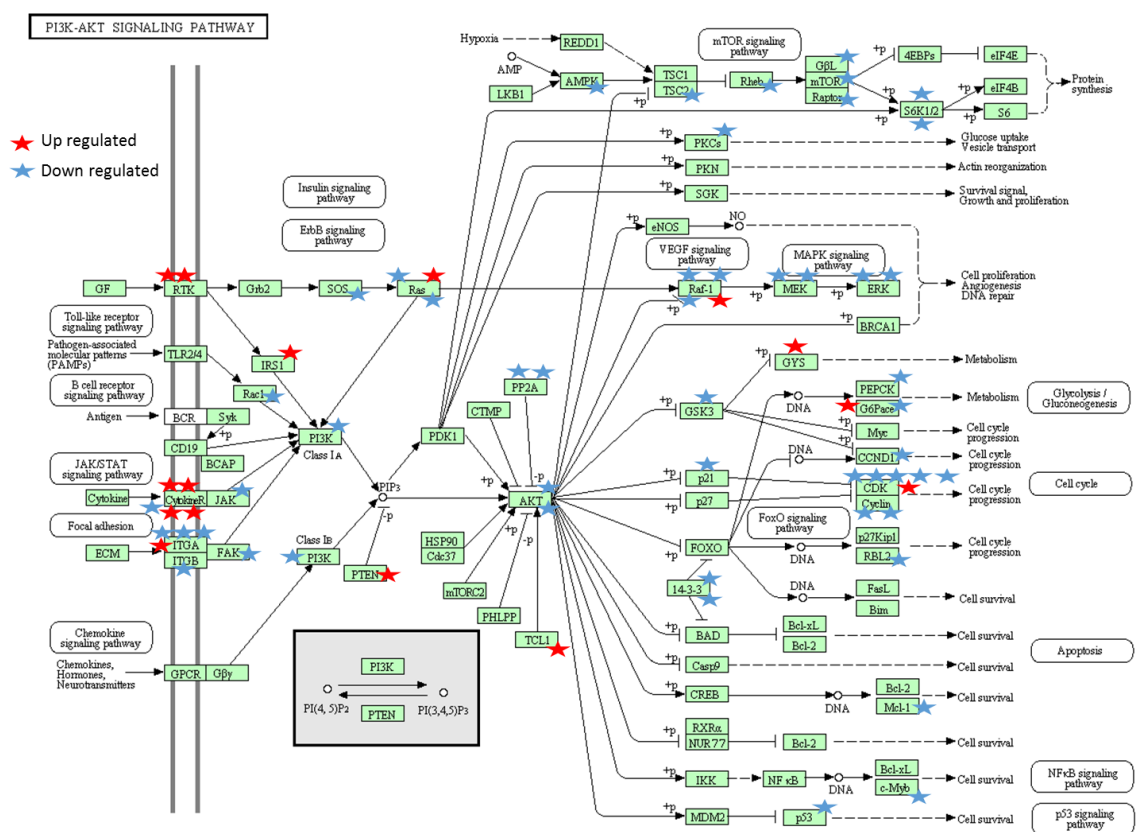 PI3K-AKT SIGNALING PATHWAY
Up regulated
Down regulated
Hypoxia
REDD1
AMP
LKB1
AMPK
TSC1
TSC2
+p
Rheb
mTOR signaling
pathway
GβL
mTOR
Raptor
+p
4EBPs
eIF4E
+p
S6K1/2
+p
+p
+p
eIF4B
S6
Protein
synthesis
+p
PKCs
Glucose uptake
Vesicle transport
+p
PKN
Actin reorganization
+p
SGK
Survival signal,
Growth and proliferation
Insulin signaling
pathway
ErbB signaling
pathway
+p
eNOS
NO
VEGF signaling
pathway
MAPK signaling
pathway
GF
RTK
Grb2
SOS
Ras
Raf-1
+p
+p
MEK
+p
ERK
Cell proliferation
Angiogenesis
DNA repair
BRCA1
+p
Toll-like receptor
signaling pathway
Pathogen-associated
molecular patterns
(PAMPs)
TLR2/4
IRS1
Rac1
B cell receptor
signaling pathway
Antigen
BCR
Syk
+p
CD19
BCAP
PI3K
Class IA
JAK/STAT
signaling pathway
Cytokine
CytokineR
JAK
Focal adhesion
ECM
ITGA
ITGB
FAK
Class IB
PI3K
PIP3
-p
PTEN
PDK1
CTMP
PP2A
-p
+p
AKT
+p
-p
HSP90
Cdc37
mTORC2
PHLPP
TCL1
Chemokine
signaling pathway
Chemokines,
Hormones,
Neurotransmitters
GPCR
Gβγ
PI3K
PI(4, 5)P2
PI(3,4,5)P3
PTEN
+p
GYS
Metabolism
+p
GSK3
DNA
PEPCK
G6Pace
Metabolism
Glycolysis /
Gluconeogenesis
+p
+p
Myc
Cell cycle
progression
DNA
CCND1
Cell cycle
progression
+p
p21
+p
p27
CDK
Cyclin
Cell cycle
progression
Cell cycle
FoxO signaling
pathway
+p
FOXO
DNA
p27Kip1
RBL2
Cell cycle
progression
14-3-3
DNA
FasL
Bim
Cell survival
+p
BAD
Bcl-xL
Bcl-2
Cell survival
Apoptosis
+p
Casp9
Cell survival
+p
CREB
DNA
Bcl-2
Mcl-1
Cell survival
+p
RXRα
NUR77
Bcl-2
Cell survival
+p
IKK
NFκB
DNA
Bcl-xL
c-Myb
Cell survival
NFκB signaling
pathway
+p
MDM2
p53
Cell survival
p53 signaling
pathway